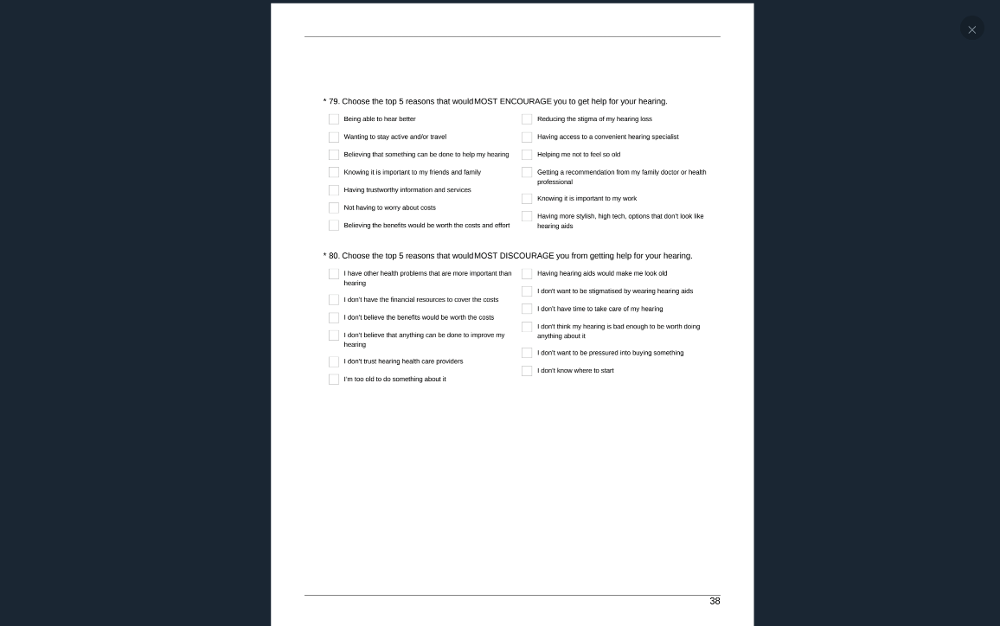 * 79. Choose the top 5 reasons that would MOST ENCOURAGE you to get help for your hearing.
Being able to hear better
Wanting to stay active and/or travel
Believing that something can be done to help my hearing
Knowing it is important to my friends and family
Having trustworthy information and services
Not having to worry about costs
Believing the benefits would be worth the costs and effort
Reducing the stigma of my hearing loss
Having access to a convenient hearing specialist
Helping me not to feel so old
Getting a recommendation from my family doctor or health
professional
Knowing it is important to my work
Having more stylish, high tech, options that don't look like
hearing aids
* 80. Choose the top 5 reasons that would MOST DISCOURAGE you from getting help for your hearing.
I have other health problems that are more important than
hearing
I don't have the financial resources to cover the costs
I don't believe the benefits would be worth the costs
I don't believe that anything can be done to improve my
hearing
I don't trust hearing health care providers
I'm too old to do something about it
Having hearing aids would make me look old
I don't want to be stigmatised by wearing hearing aids
I don't have time to take care of my hearing
I don't think my hearing is bad enough to be worth doing
anything about it
I don't want to be pressured into buying something
I don't know where to start
38